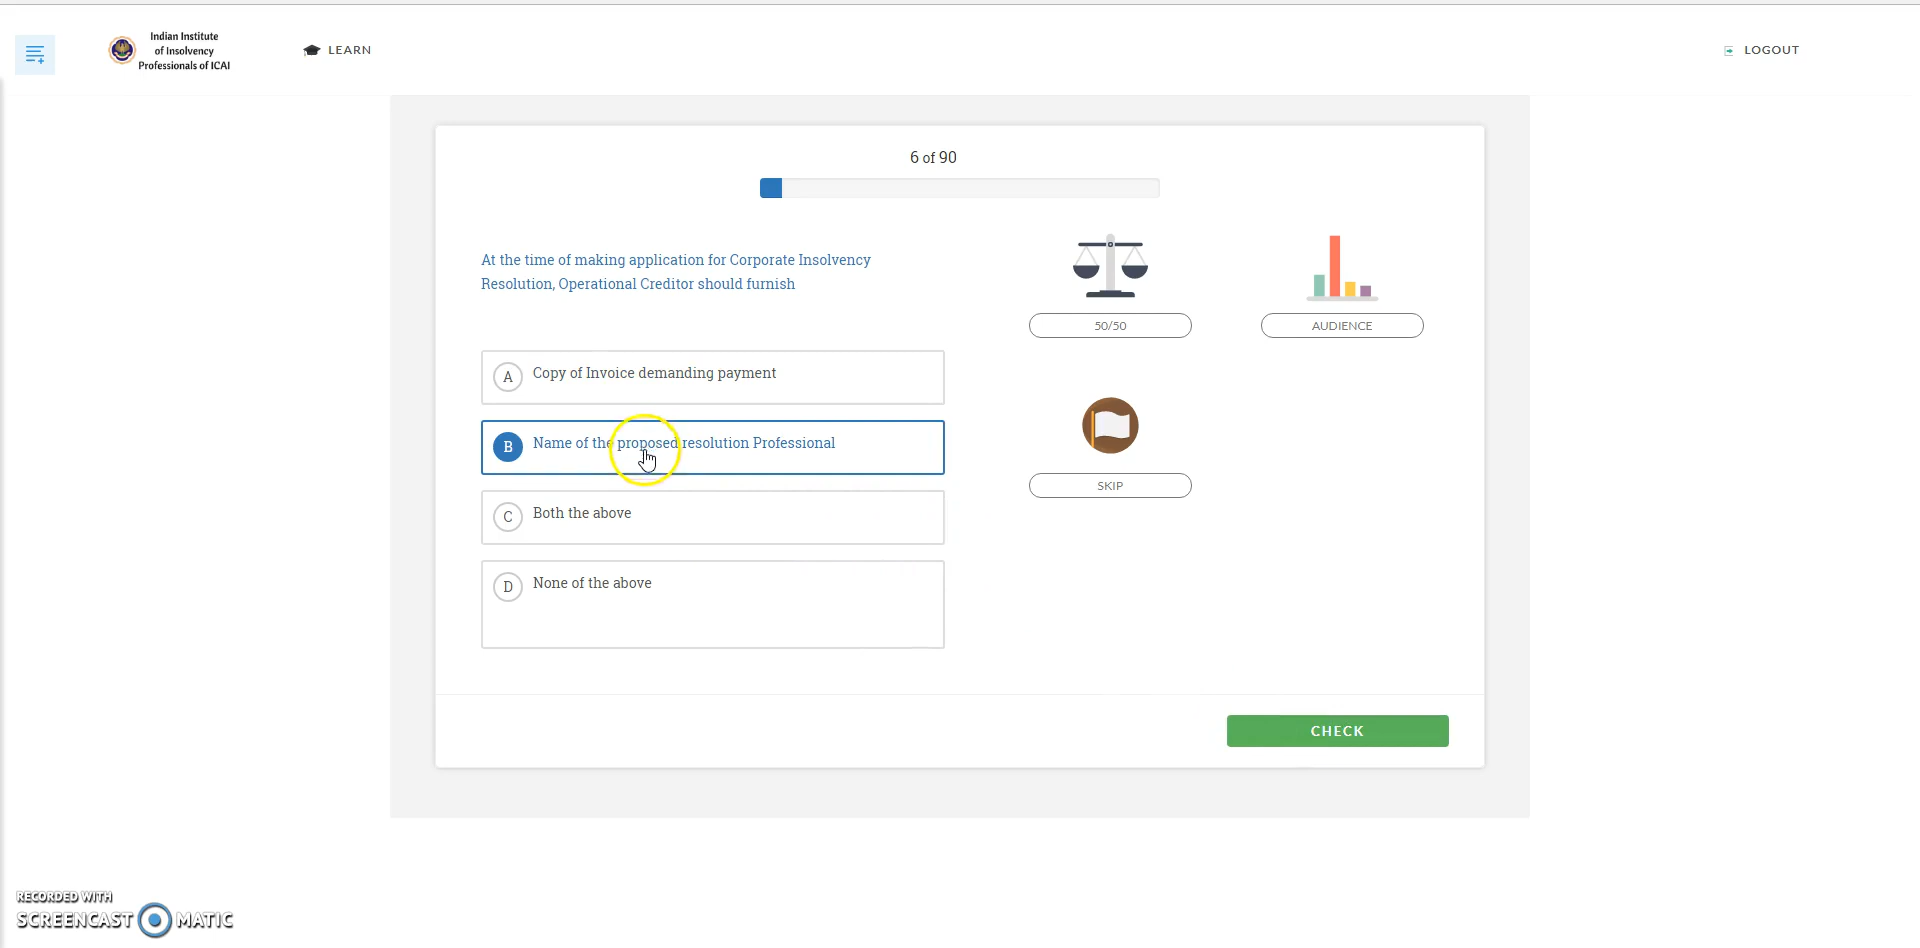 Indian Institute
of Insolvency
Professionals of ICAI
LEARN
LOGOUT
6 of 90
At the time of making application for Corporate Insolvency
Resolution, Operational Creditor should furnish
50/50
AUDIENCE
A Copy of Invoice demanding payment
B Name of the proposed resolution Professional
SKIP
C Both the above
D None of the above
CHECK
RECORDED WITH
SCREENCAST MATIC